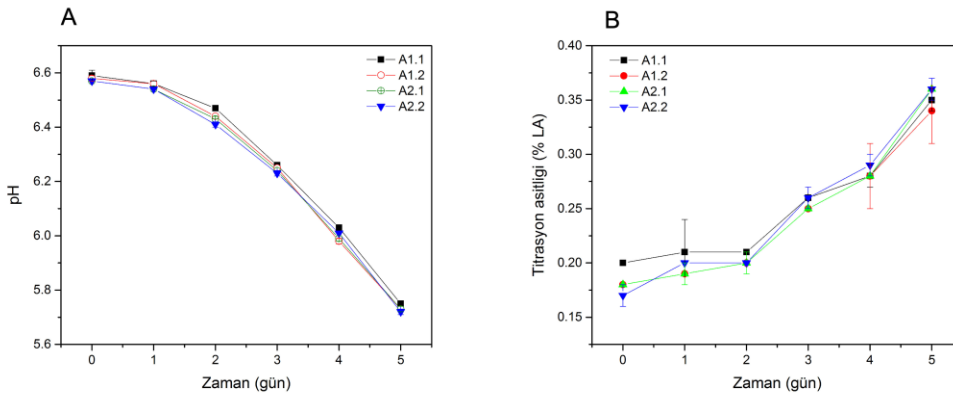 A
B
A1.1
A1.2
A2.1
A2.2
6.6
6.4
6.2
6.0
5.8
5.6
pH
0 1 2 3 4 5
Zaman (gün)
A1.1
A1.2
A2.1
A2.2
0.40
0.35
0.30
0.25
0.20
0.15
Titrasyon asitligi (% LA)
0 1 2 3 4 5
Zaman (gün)